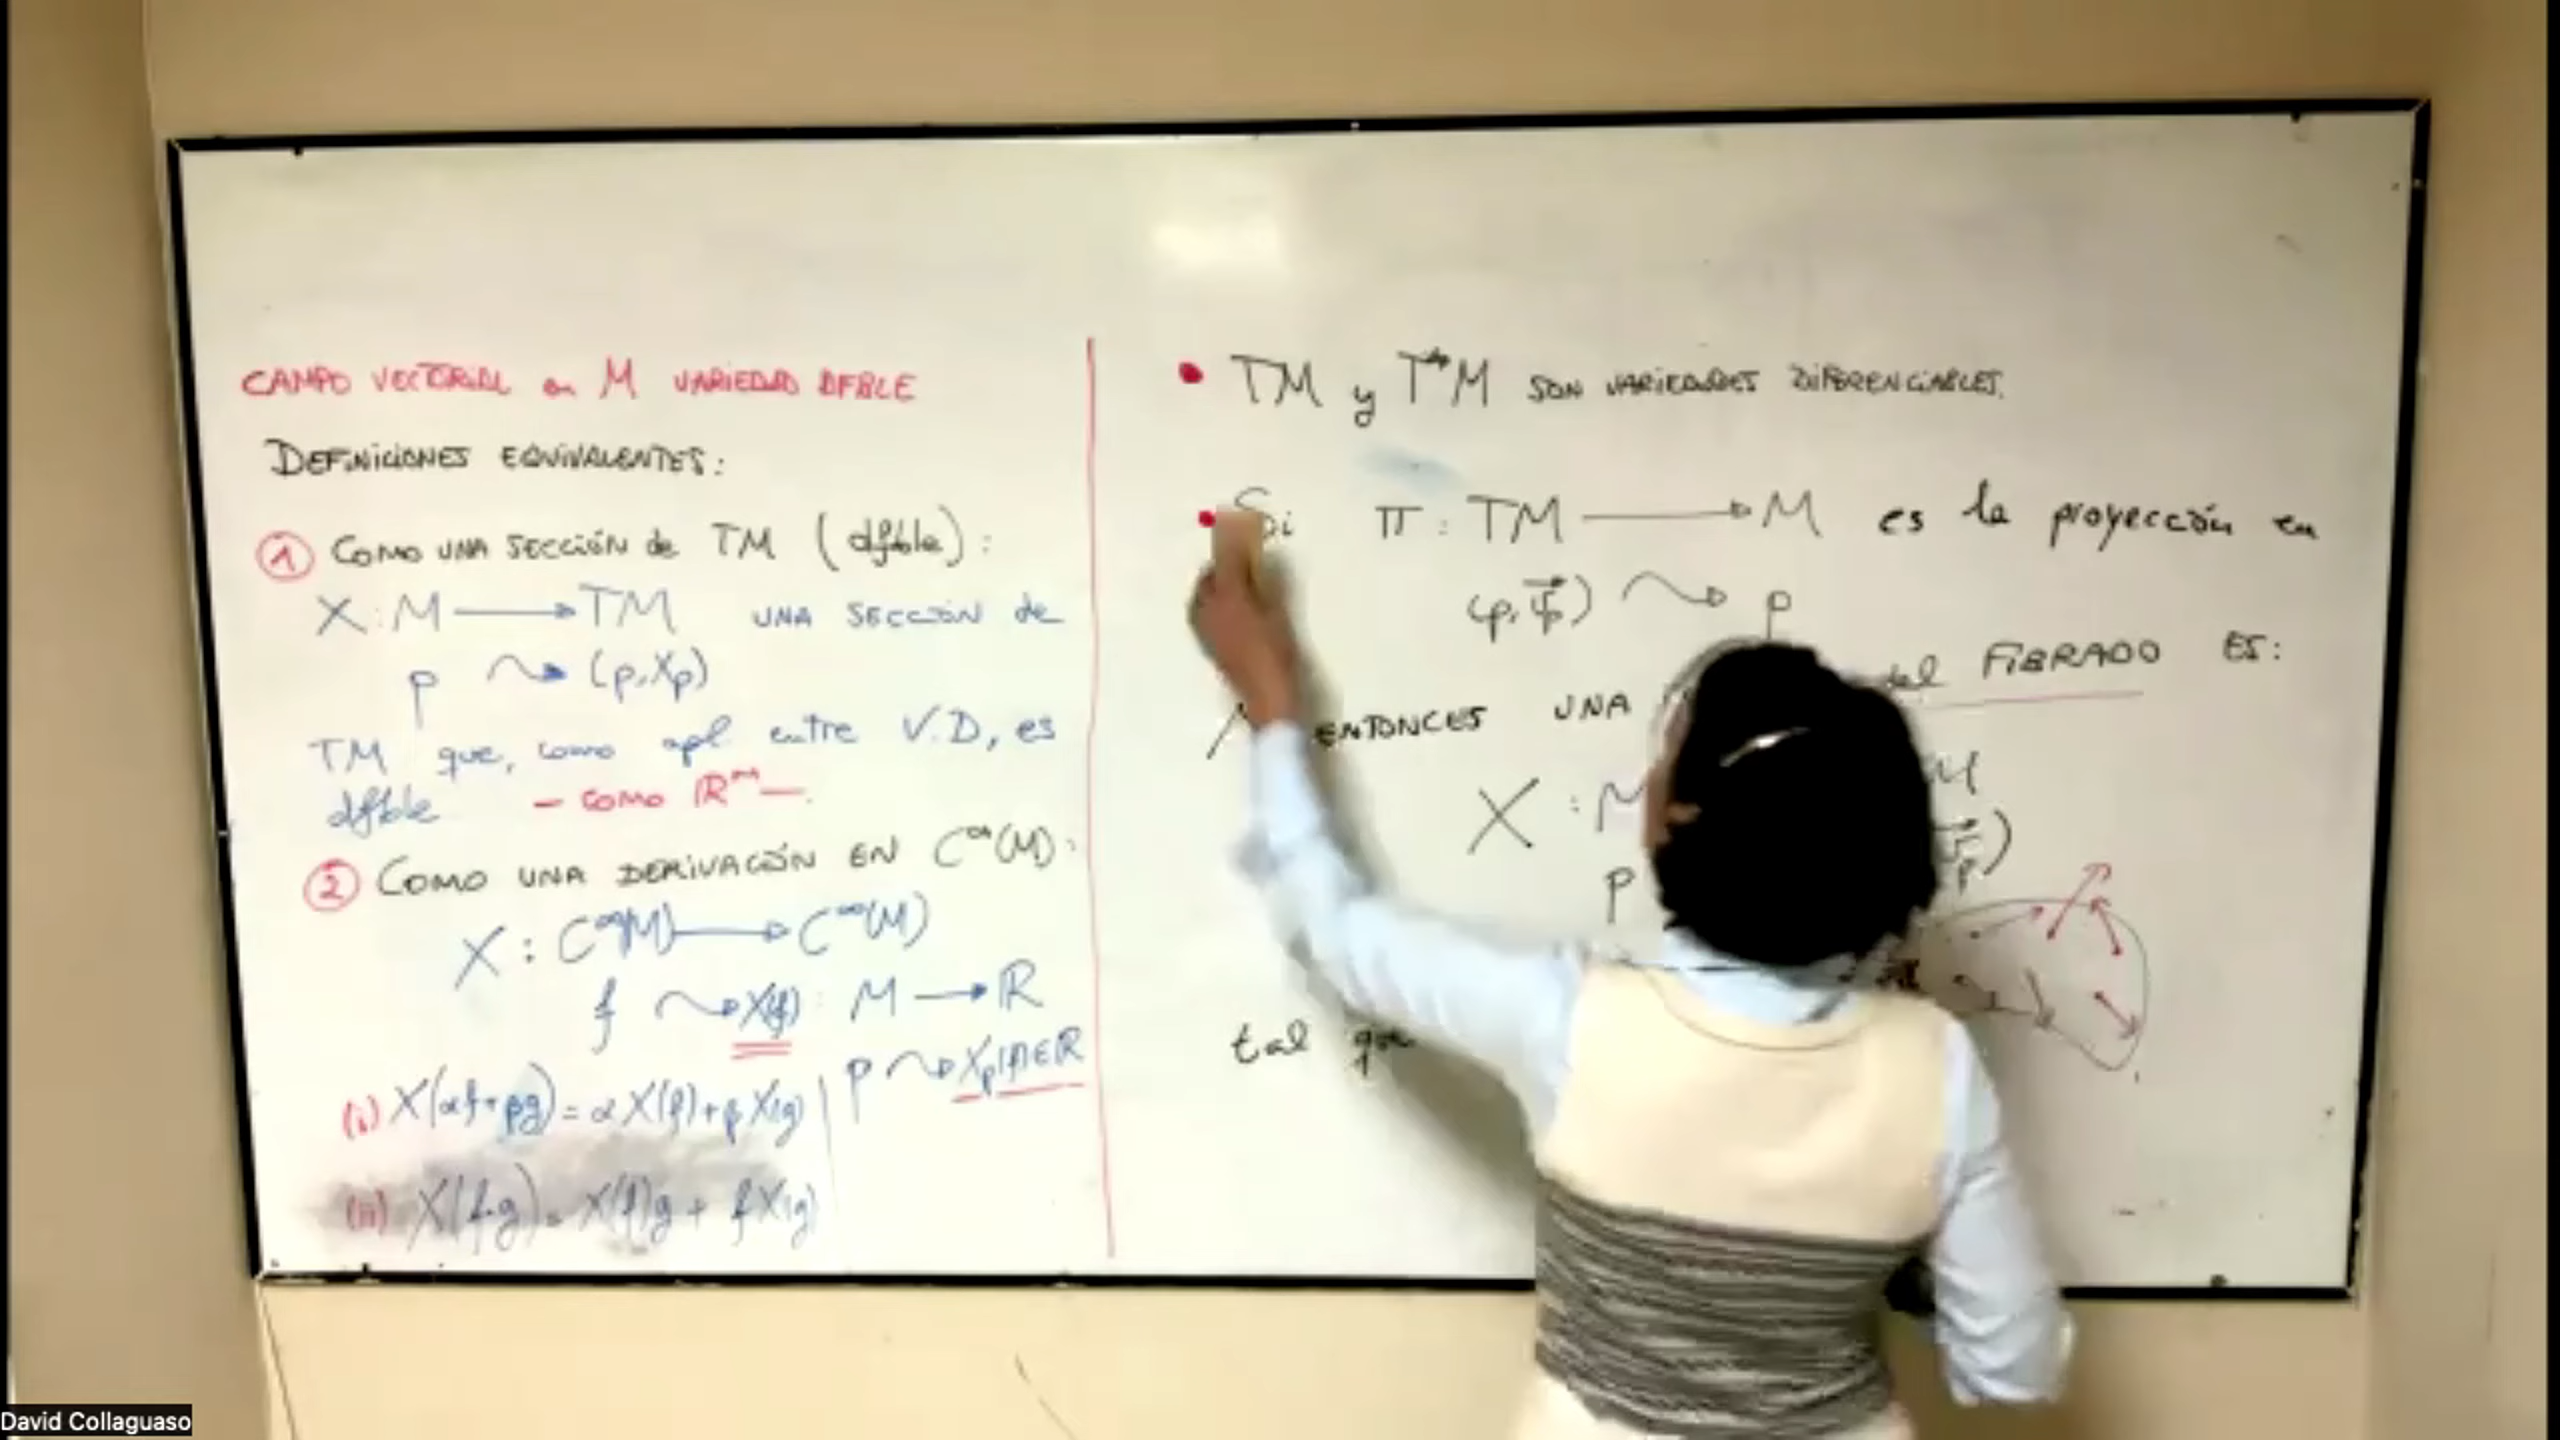 CAMPO VECTORIAL en M VARIEDAD DFBLE
DEFINICIONES EQUIVALENTES:
① COMO UNA SECCIÓN de TM (dfble):
X: M → TM UNA SECCIÓN de
p ⤳ (p, Xp)
TM que, como apl. entre V.D, es
dfble — como ℝᵐ —.
② COMO UNA DERIVACIÓN EN C^∞(M):
X: C^∞(M) → C^∞(M)
f ⤳ X(f): M → ℝ
p ⤳ Xp(f)∈ℝ
(i) X(αf+βg) = αX(f)+βX(g)
(ii) X(f·g) = X(f)g + fX(g)
• TM y T*M SON VARIEDADES DIFERENCIABLES.
• Si π: TM → M es la proyección en
(p, v⃗p) ⤳ p
ENTONCES UNA del FIBRADO ES:
X : M
p
tal que
David Collaguaso